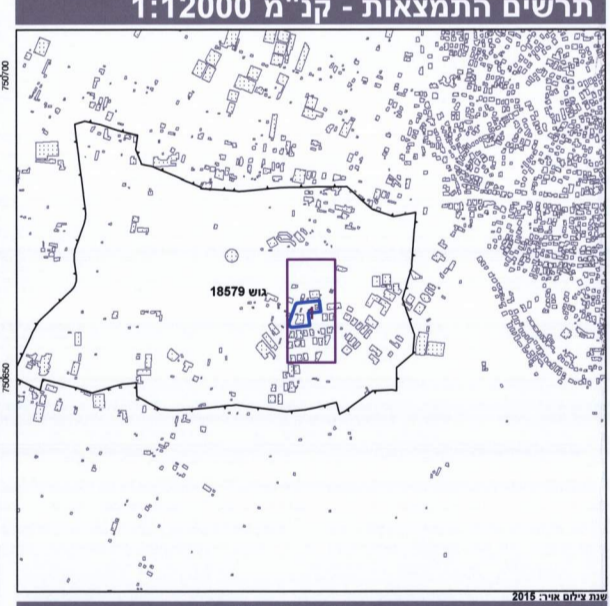 תרשים התמצאות - קנ"מ 1:12000
750700
גוש 18579
750650
שנת צילום אויר: 2015